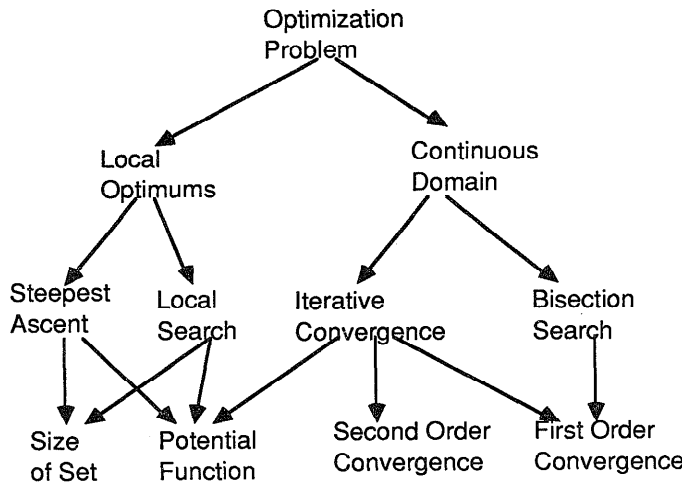 Optimization
Problem
Local
Optimums
Continuous
Domain
Steepest
Ascent
Local
Search
Iterative
Convergence
Bisection
Search
Size
of Set
Potential
Function
Second Order
Convergence
First Order
Convergence